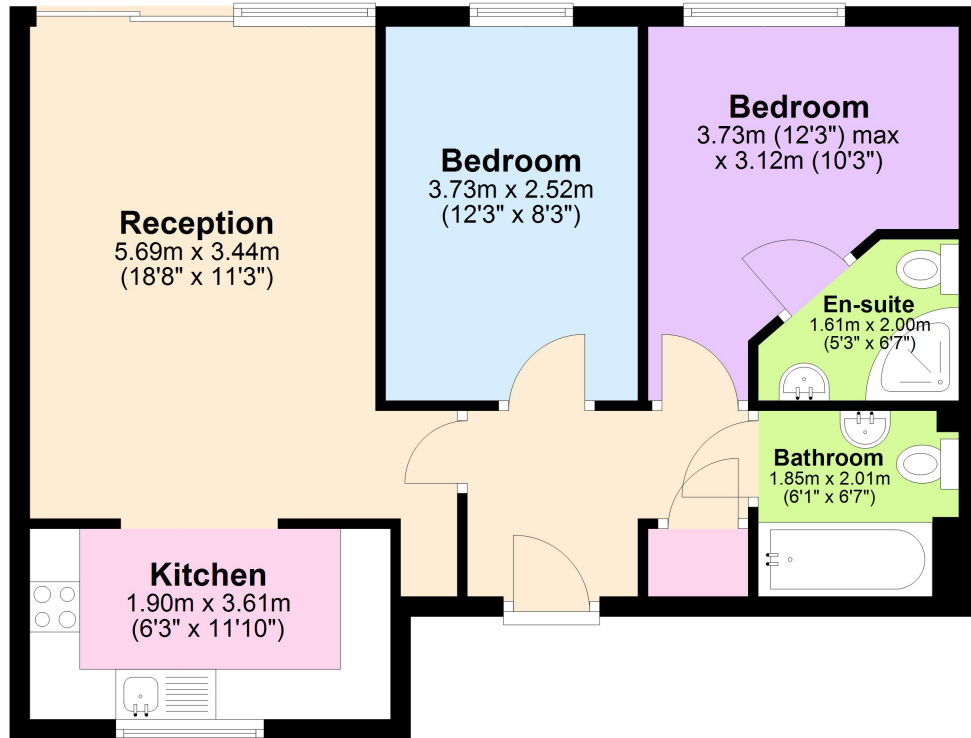 Reception
5.69m x 3.44m
(18'8" x 11'3")
Bedroom
3.73m x 2.52m
(12'3" x 8'3")
Bedroom
3.73m (12'3") max
x 3.12m (10'3")
En-suite
1.61m x 2.00m
(5'3" x 6'7")
Bathroom
1.85m x 2.01m
(6'1" x 6'7")
Kitchen
1.90m x 3.61m
(6'3" x 11'10")